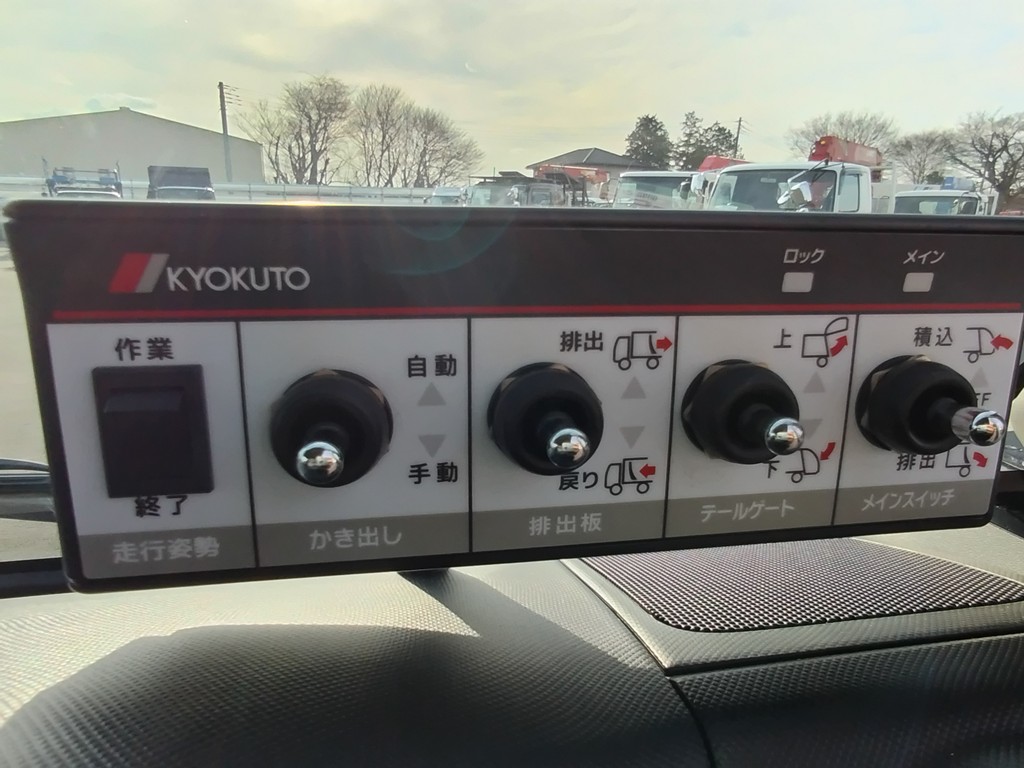 KYOKUTO
ロック
メイン
作業
終了
走行姿勢
自動
手動
かき出し
排出
戻り
排出板
上
下
テールゲート
積込
排出
メインスイッチ